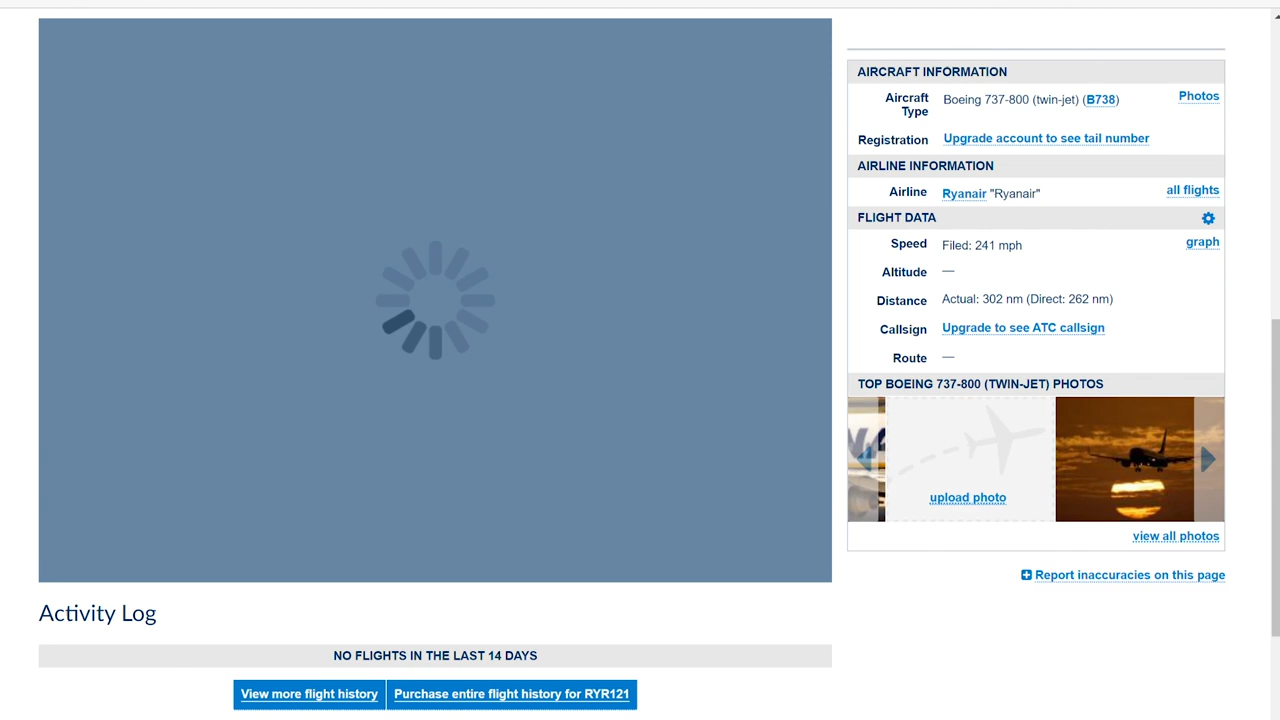 AIRCRAFT INFORMATION
Aircraft Type Boeing 737-800 (twin-jet) (B738) Photos
Registration Upgrade account to see tail number
AIRLINE INFORMATION
Airline Ryanair "Ryanair" all flights
FLIGHT DATA
Speed Filed: 241 mph graph
Altitude —
Distance Actual: 302 nm (Direct: 262 nm)
Callsign Upgrade to see ATC callsign
Route —
TOP BOEING 737-800 (TWIN-JET) PHOTOS
upload photo
view all photos
Report inaccuracies on this page
Activity Log
NO FLIGHTS IN THE LAST 14 DAYS
View more flight history Purchase entire flight history for RYR121